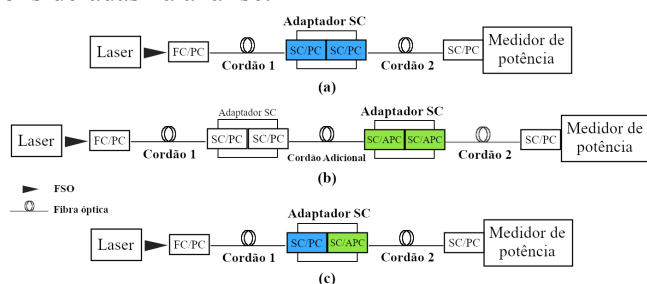 Adaptador SC
Laser FC/PC SC/PC SC/PC SC/PC Medidor de potência
Cordão 1 Cordão 2
(a)
Adaptador SC Adaptador SC
Laser FC/PC SC/PC SC/PC SC/APC SC/APC SC/PC Medidor de potência
Cordão 1 Cordão Adicional Cordão 2
(b)
FSO
Fibra óptica
Adaptador SC
Laser FC/PC SC/PC SC/APC SC/PC Medidor de potência
Cordão 1 Cordão 2
(c)